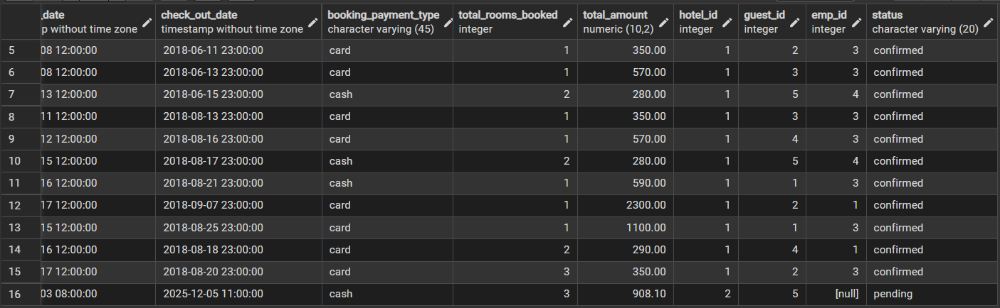 _date check_out_date booking_payment_type total_rooms_booked total_amount hotel_id guest_id emp_id status
p without time zone timestamp without time zone character varying (45) integer numeric (10,2) integer integer integer character varying (20)
5 08 12:00:00 2018-06-11 23:00:00 card 1 350.00 1 2 3 confirmed
6 08 12:00:00 2018-06-13 23:00:00 card 1 570.00 1 3 3 confirmed
7 13 12:00:00 2018-06-15 23:00:00 cash 2 280.00 1 5 4 confirmed
8 11 12:00:00 2018-08-13 23:00:00 card 1 350.00 1 3 3 confirmed
9 12 12:00:00 2018-08-16 23:00:00 card 1 570.00 1 4 3 confirmed
10 15 12:00:00 2018-08-17 23:00:00 cash 2 280.00 1 5 4 confirmed
11 16 12:00:00 2018-08-21 23:00:00 cash 1 590.00 1 1 3 confirmed
12 17 12:00:00 2018-09-07 23:00:00 card 1 2300.00 1 2 1 confirmed
13 15 12:00:00 2018-08-25 23:00:00 card 1 1100.00 1 1 3 confirmed
14 16 12:00:00 2018-08-18 23:00:00 card 2 290.00 1 4 1 confirmed
15 17 12:00:00 2018-08-20 23:00:00 card 3 350.00 1 2 3 confirmed
16 03 08:00:00 2025-12-05 11:00:00 cash 3 908.10 2 5 [null] pending